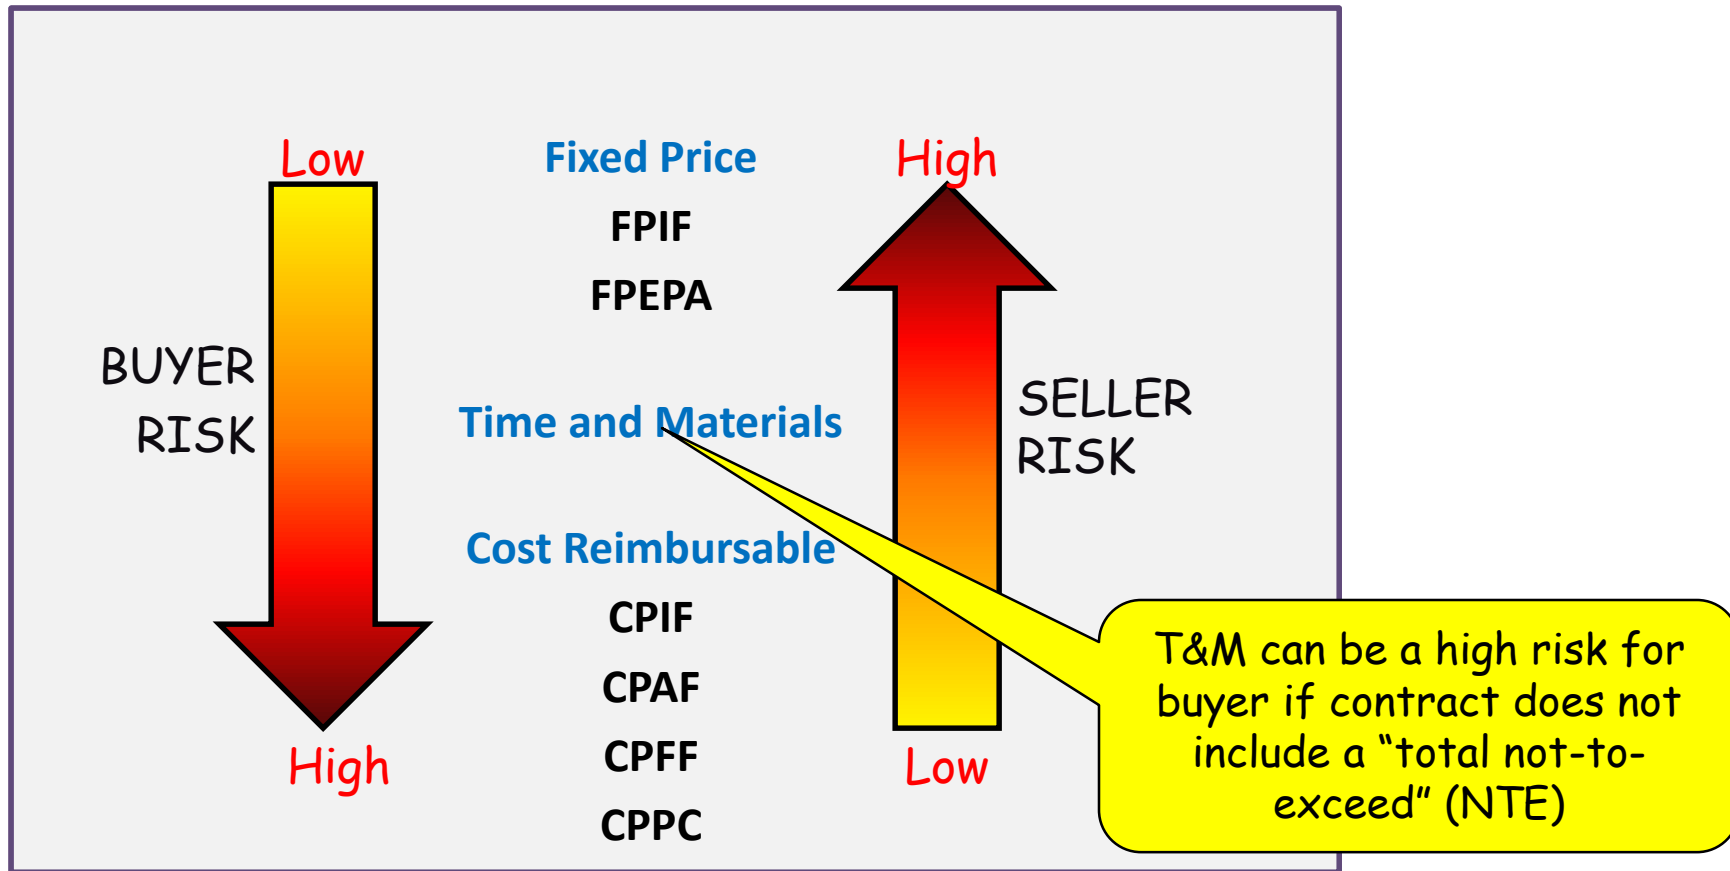 Low
Fixed Price
High
FPIF
FPEPA
BUYER
RISK
Time and Materials
SELLER
RISK
Cost Reimbursable
CPIF
CPAF
CPFF
CPPC
High
Low
T&M can be a high risk for
buyer if contract does not
include a “total not-to-
exceed” (NTE)